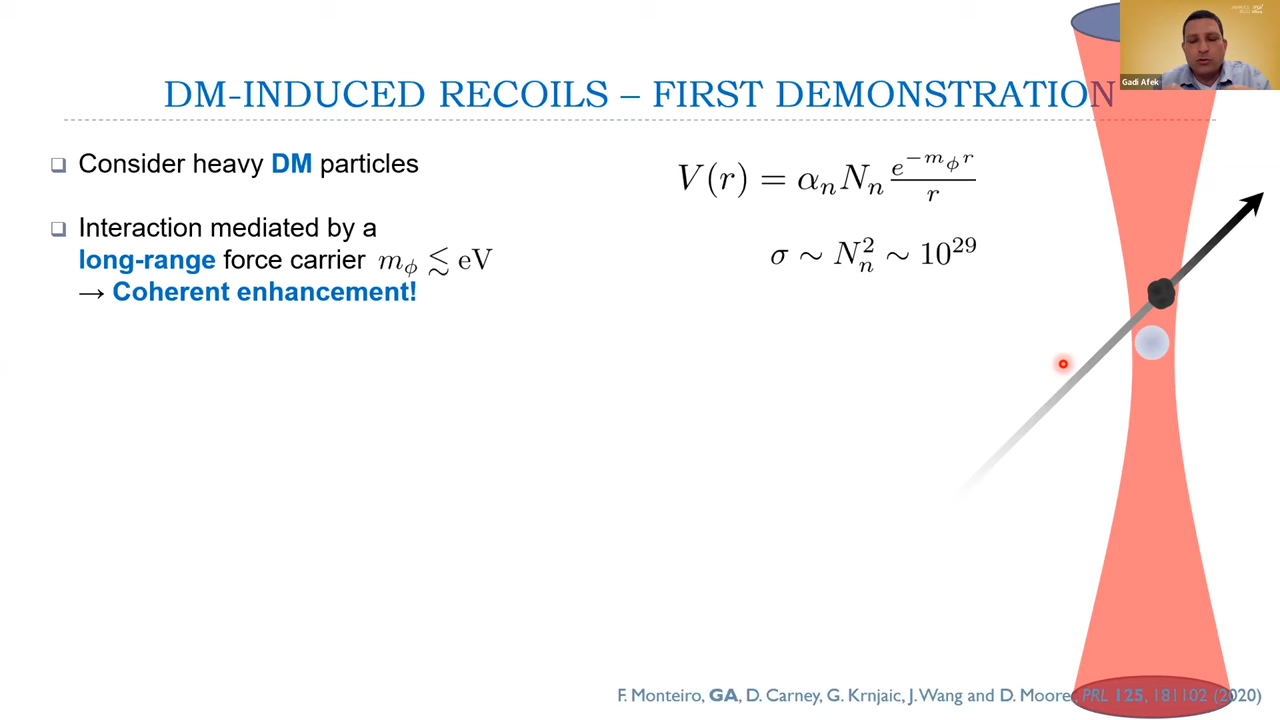 DM-INDUCED RECOILS – FIRST DEMONSTRATION
Gadi Afek
❑ Consider heavy DM particles
❑ Interaction mediated by a
long-range force carrier m_ϕ ≲ eV
→ Coherent enhancement!
V(r) = α_n N_n e^{−m_ϕ r} / r
σ ∼ N_n^2 ∼ 10^{29}
F. Monteiro, GA, D. Carney, G. Krnjaic, J. Wang and D. Moore, PRL 125, 181102 (2020)